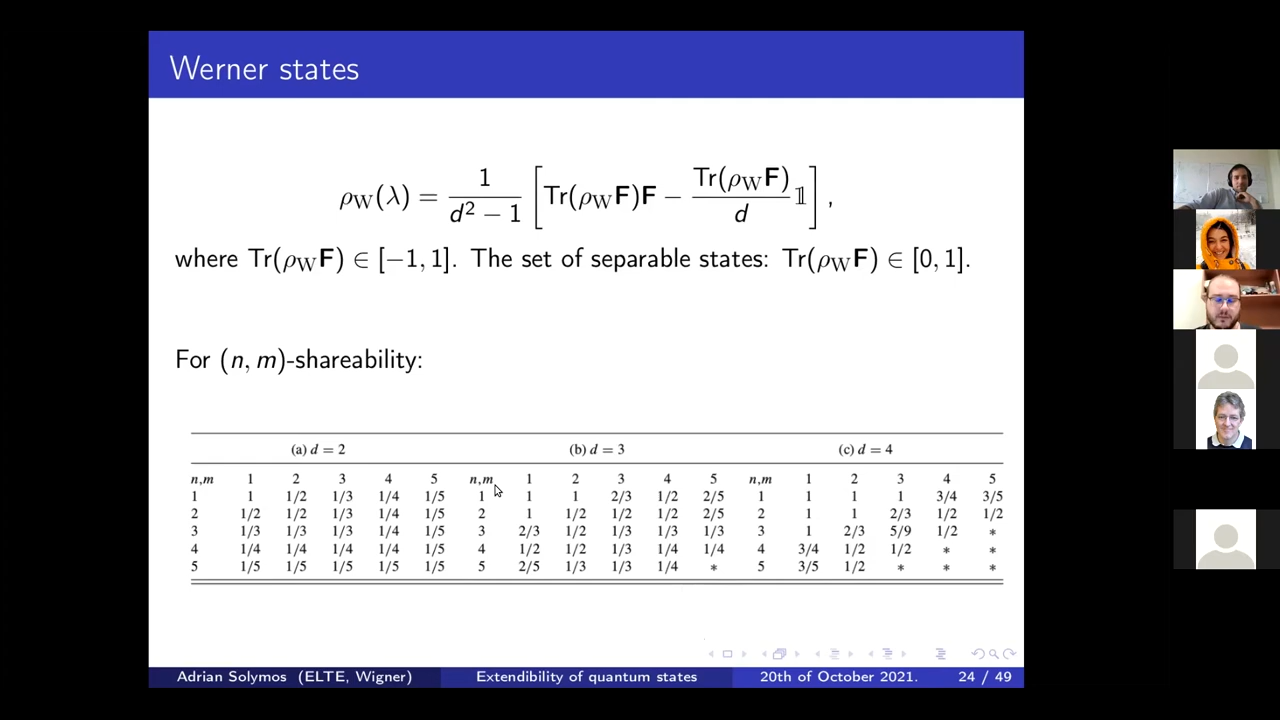 Werner states
ρ_W(λ) = 1/(d² − 1) [Tr(ρ_W F)F − Tr(ρ_W F)/d 𝟙],
where Tr(ρ_W F) ∈ [−1, 1]. The set of separable states: Tr(ρ_W F) ∈ [0, 1].
For (n, m)-shareability:
(a) d = 2 (b) d = 3 (c) d = 4
n,m 1 2 3 4 5 n,m 1 2 3 4 5 n,m 1 2 3 4 5
1 1 1/2 1/3 1/4 1/5 1 1 1 2/3 1/2 2/5 1 1 1 1 3/4 3/5
2 1/2 1/2 1/3 1/4 1/5 2 1 1/2 1/2 1/2 2/5 2 1 1 2/3 1/2 1/2
3 1/3 1/3 1/3 1/4 1/5 3 2/3 1/2 1/3 1/3 1/3 3 1 2/3 5/9 1/2 *
4 1/4 1/4 1/4 1/4 1/5 4 1/2 1/2 1/3 1/4 1/4 4 3/4 1/2 1/2 * *
5 1/5 1/5 1/5 1/5 1/5 5 2/5 1/3 1/3 1/4 * 5 3/5 1/2 * * *
Adrian Solymos (ELTE, Wigner) Extendibility of quantum states 20th of October 2021. 24 / 49